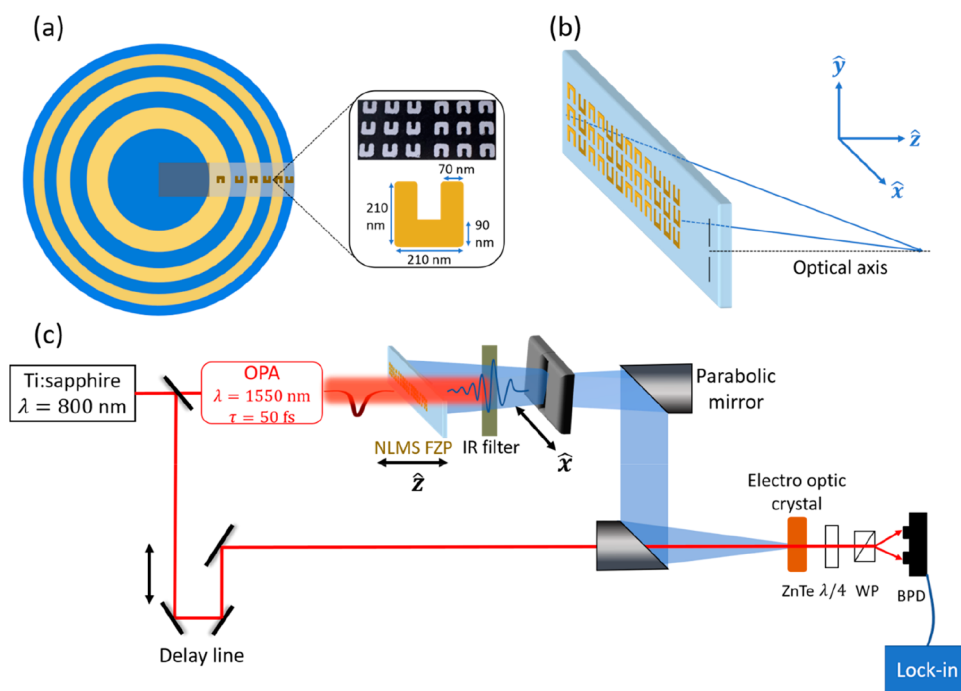 (a)
70 nm
210
nm
90
nm
210 nm
(b)
ŷ
ẑ
x̂
Optical axis
(c)
Ti:sapphire
λ = 800 nm
OPA
λ = 1550 nm
τ = 50 fs
NLMS FZP
ẑ
IR filter
x̂
Parabolic
mirror
Electro optic
crystal
ZnTe
λ/4
WP
BPD
Delay line
Lock-in